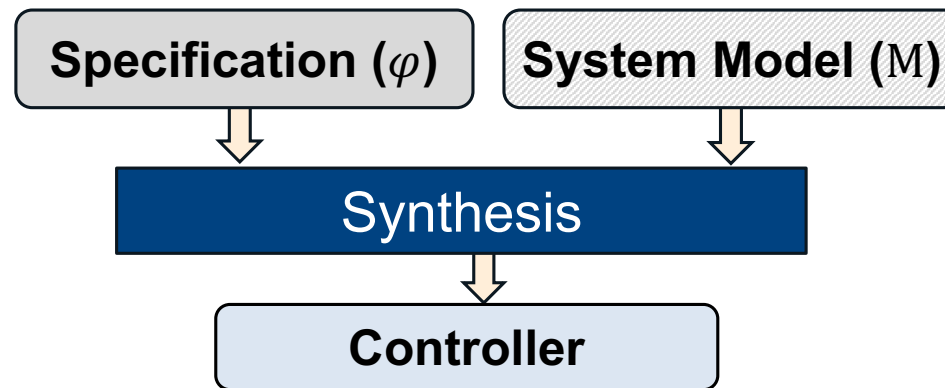 Specification (φ)
System Model (M)
Synthesis
Controller